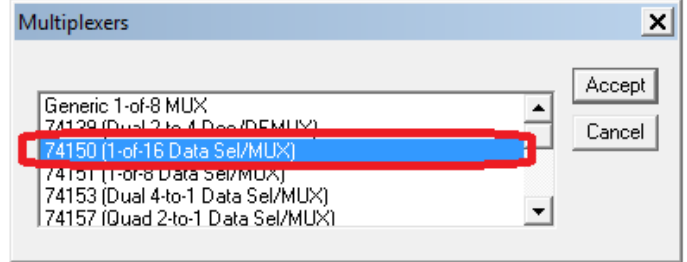 Multiplexers
Generic 1-of-8 MUX
74139 (Dual 2-to-4 Dec/DEMUX)
74150 (1-of-16 Data Sel/MUX)
74151 (1-of-8 Data Sel/MUX)
74153 (Dual 4-to-1 Data Sel/MUX)
74157 (Quad 2-to-1 Data Sel/MUX)
Accept
Cancel